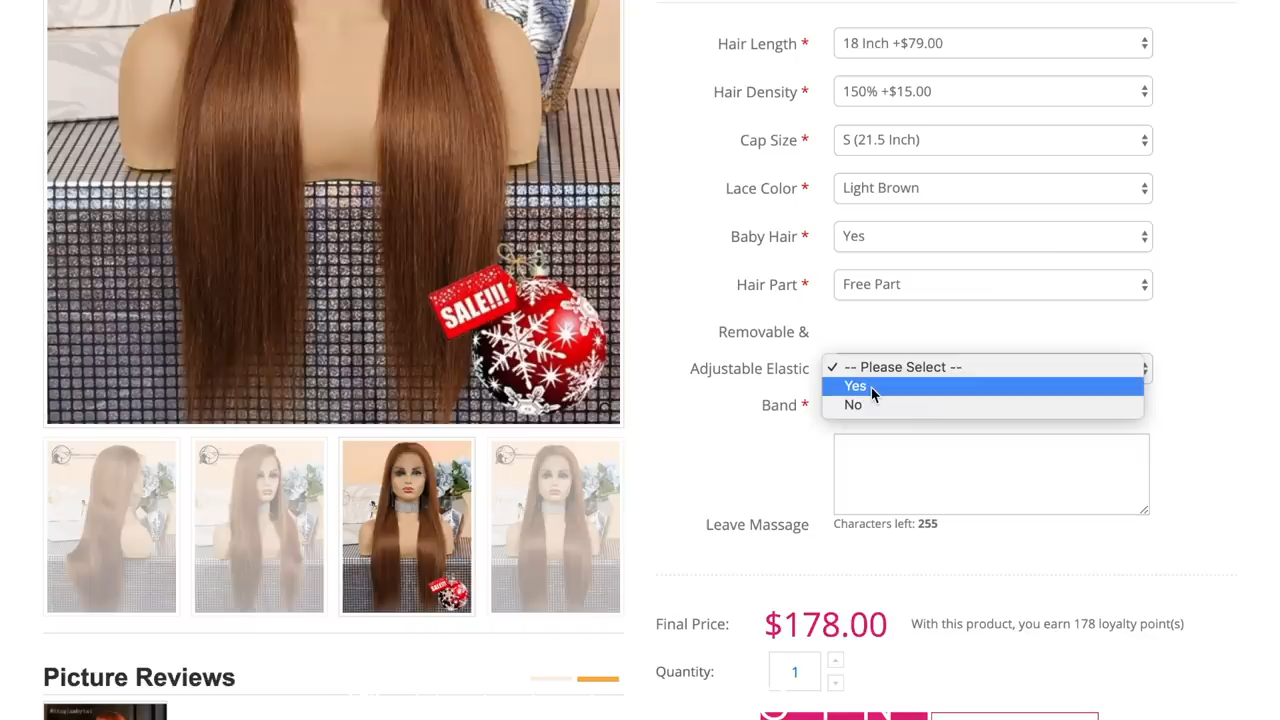 Hair Length * 18 Inch +$79.00
Hair Density * 150% +$15.00
Cap Size * S (21.5 Inch)
Lace Color * Light Brown
Baby Hair * Yes
Hair Part * Free Part
Removable &
Adjustable Elastic
Band *
✓ -- Please Select --
Yes
No
SALE!!!
Leave Massage
Characters left: 255
Final Price: $178.00 With this product, you earn 178 loyalty point(s)
Quantity: 1
Picture Reviews